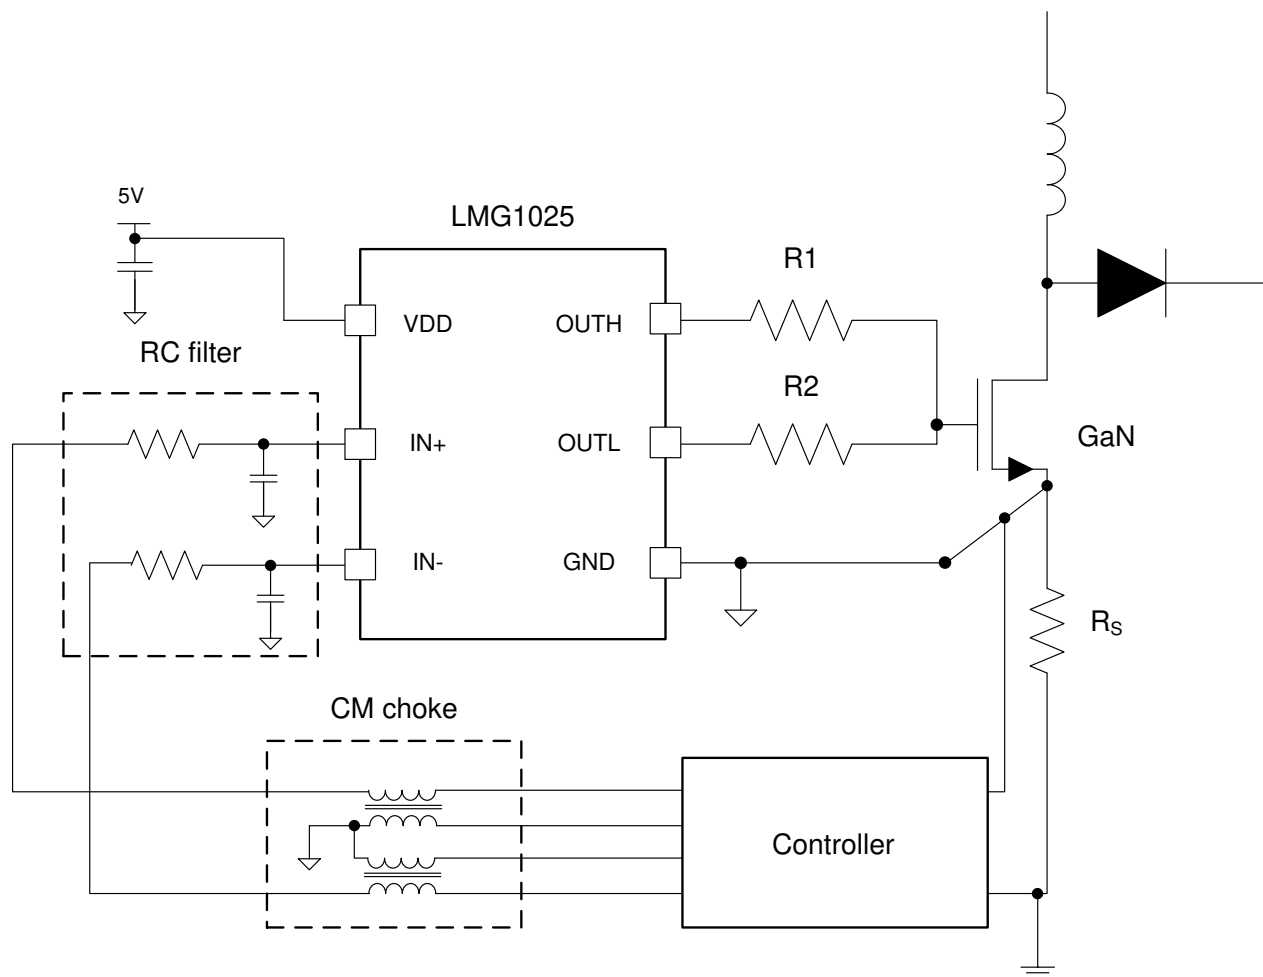 5V
LMG1025
R1
VDD
OUTH
RC filter
R2
IN+
OUTL
GaN
IN-
GND
RS
CM choke
Controller